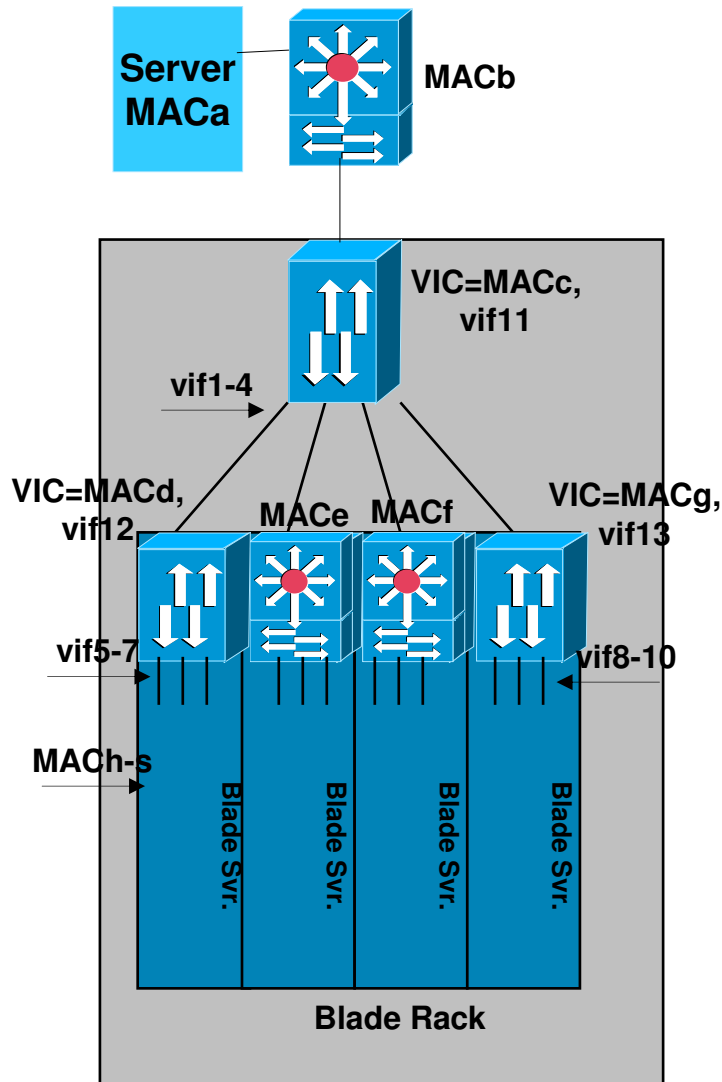 Server
MACa
MACb
VIC=MACc,
vif11
vif1-4
VIC=MACd,
vif12
MACe
MACf
VIC=MACg,
vif13
vif5-7
vif8-10
MACh-s
Blade Svr.
Blade Svr.
Blade Svr.
Blade Svr.
Blade Rack